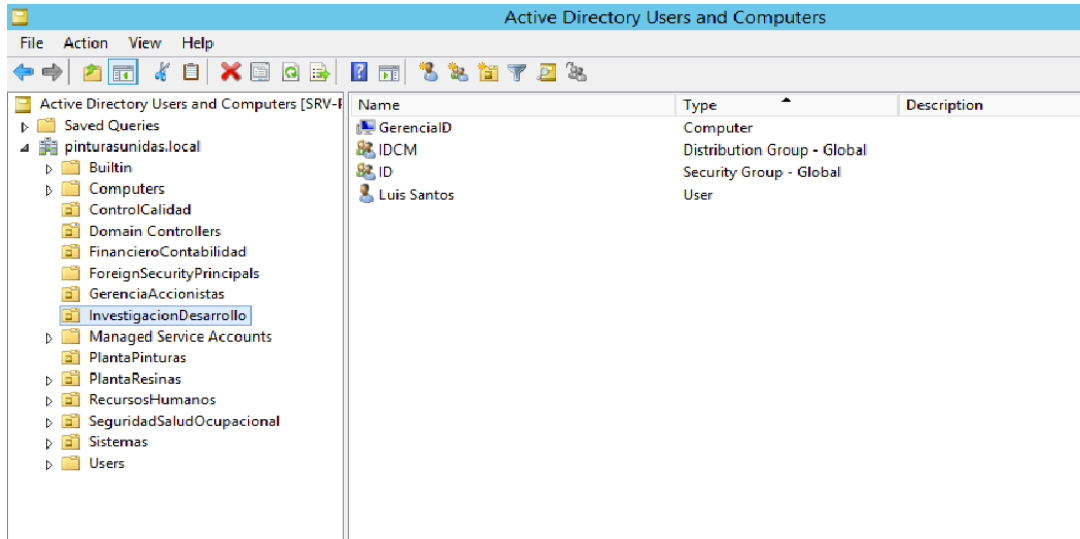 Active Directory Users and Computers
File Action View Help
Active Directory Users and Computers [SRV-F
Saved Queries
pinturasunidas.local
Builtin
Computers
ControlCalidad
Domain Controllers
FinancieroContabilidad
ForeignSecurityPrincipals
GerenciaAccionistas
InvestigacionDesarrollo
Managed Service Accounts
PlantaPinturas
PlantaResinas
RecursosHumanos
SeguridadSaludOcupacional
Sistemas
Users
Name Type Description
GerenciaID Computer
IDCM Distribution Group - Global
ID Security Group - Global
Luis Santos User